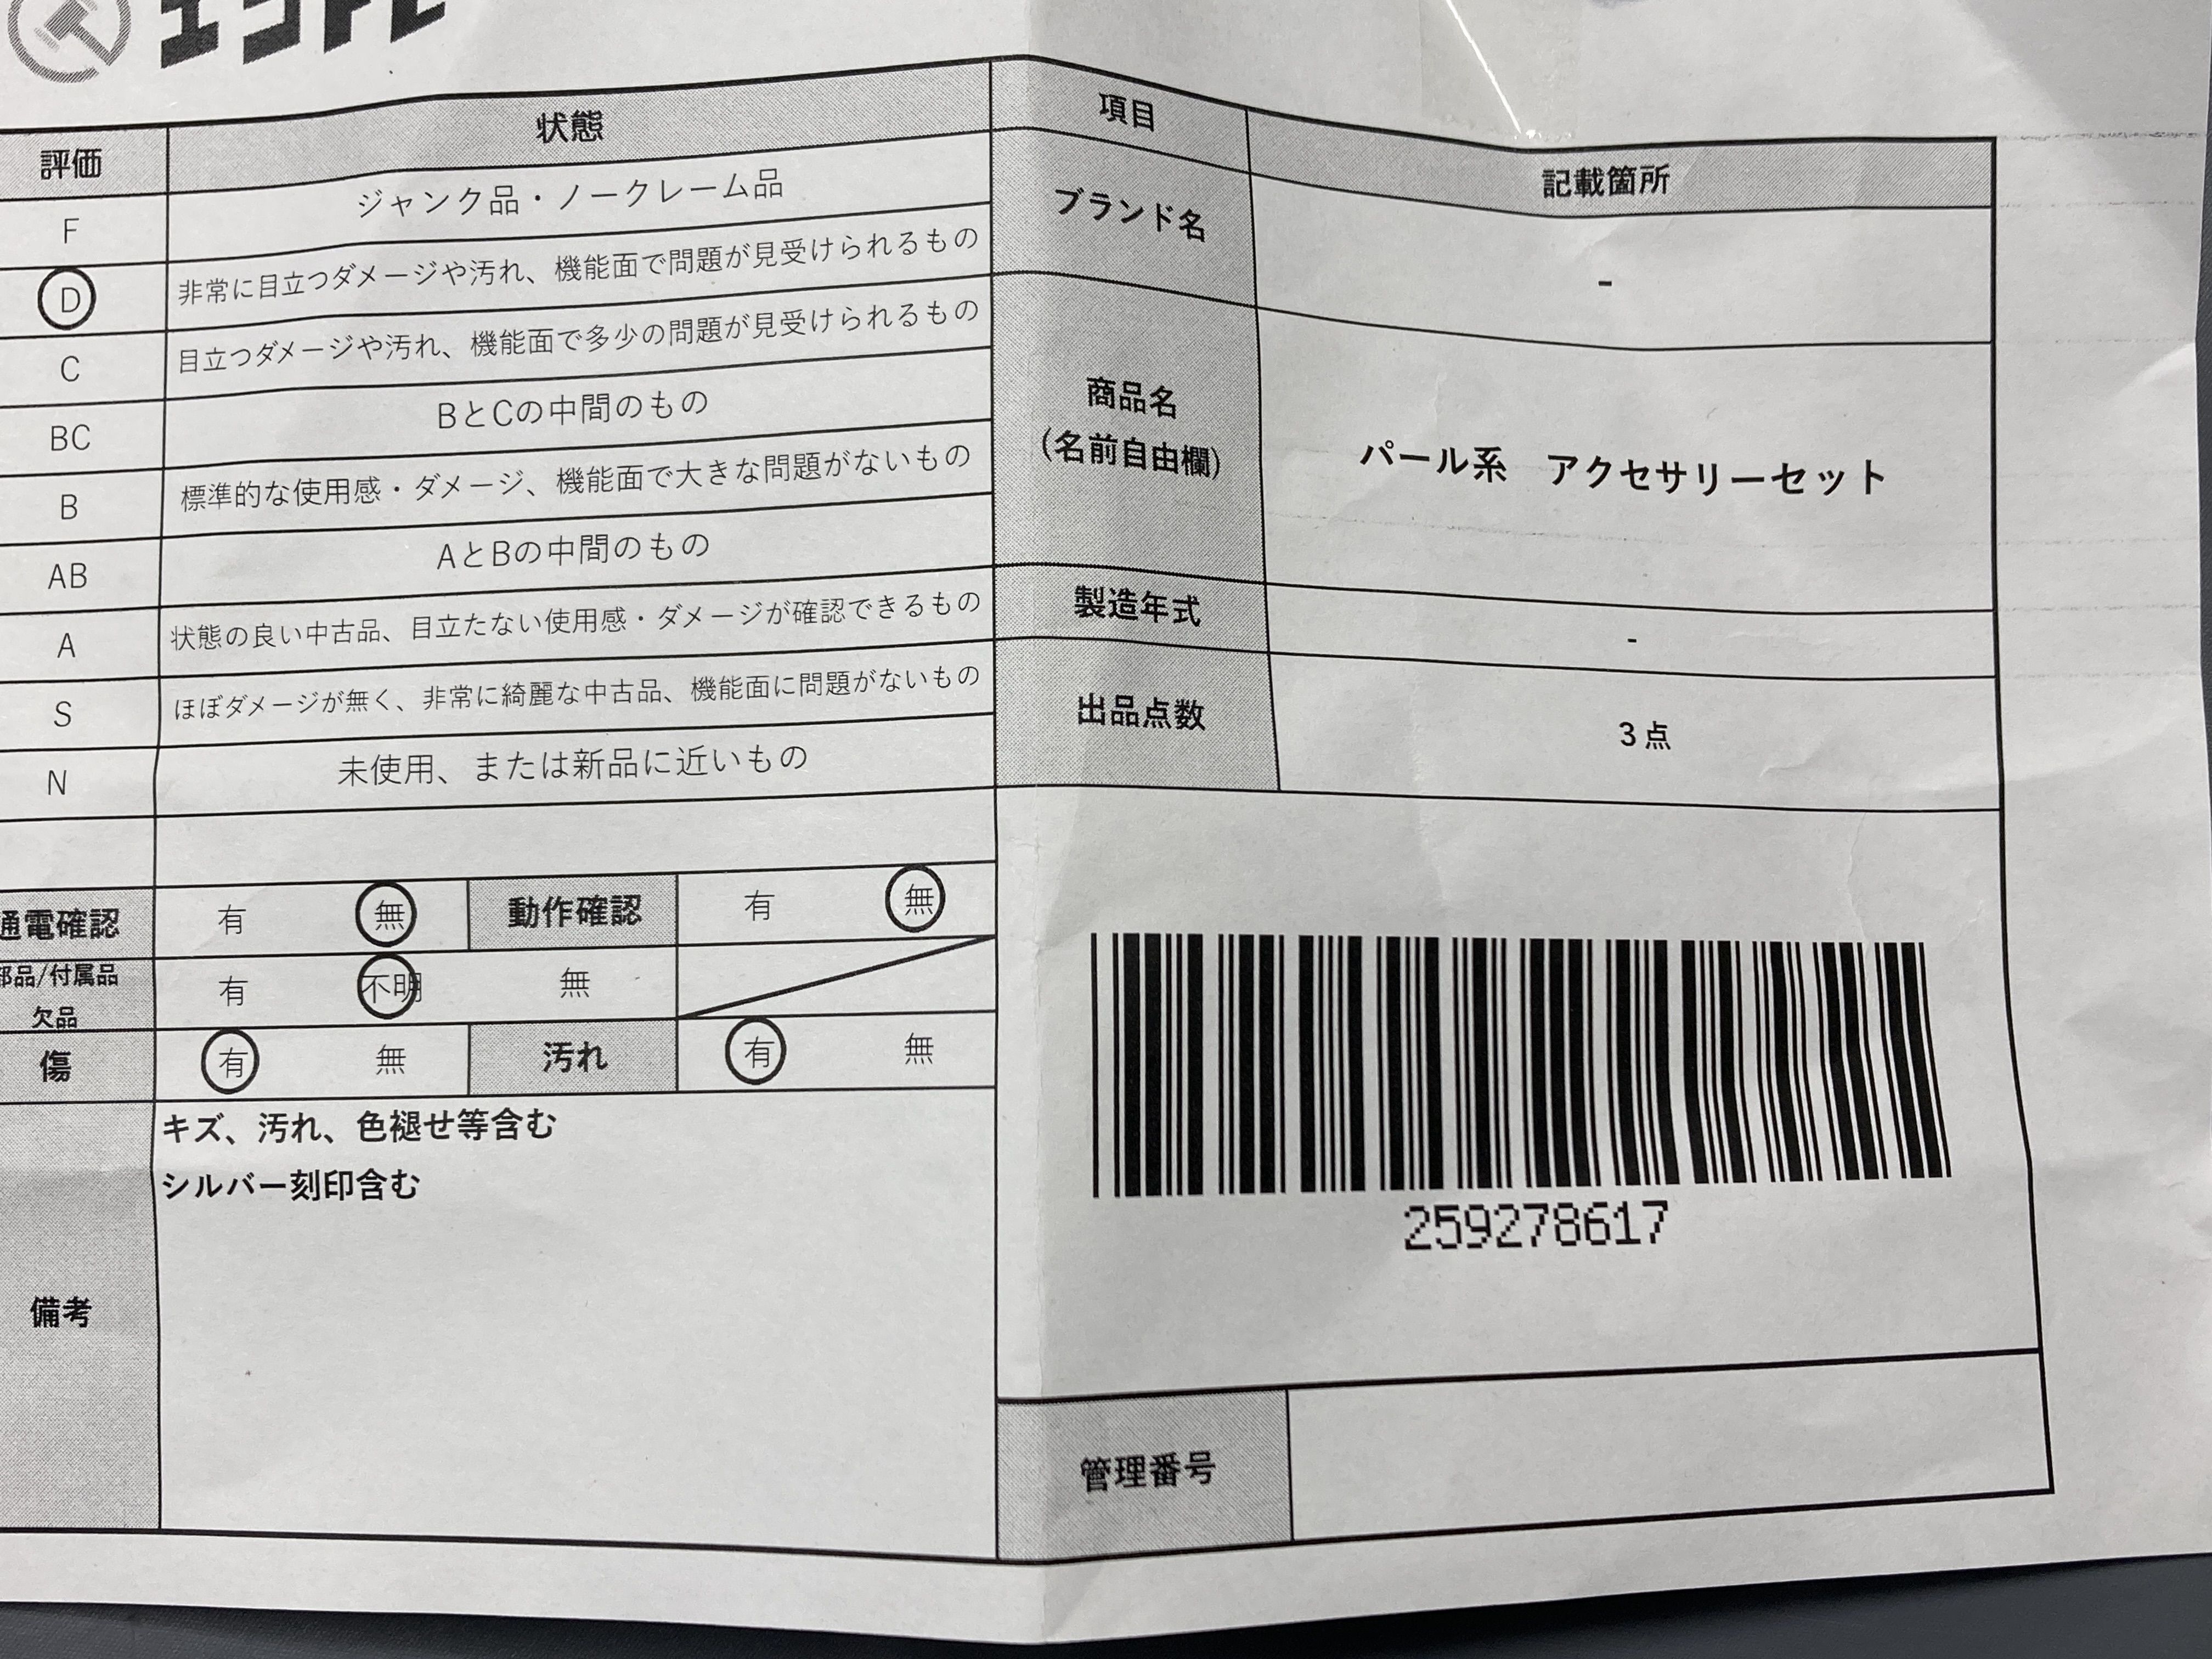 エコトレ
評価 状態
F ジャンク品・ノークレーム品
D 非常に目立つダメージや汚れ、機能面で問題が見受けられるもの
C 目立つダメージや汚れ、機能面で多少の問題が見受けられるもの
BC BとCの中間のもの
B 標準的な使用感・ダメージ、機能面で大きな問題がないもの
AB AとBの中間のもの
A 状態の良い中古品、目立たない使用感・ダメージが確認できるもの
S ほぼダメージが無く、非常に綺麗な中古品、機能面に問題がないもの
N 未使用、または新品に近いもの
通電確認 有 無 動作確認 有 無
部品/付属品
欠品 有 不明 無
傷 有 無 汚れ 有 無
備考
キズ、汚れ、色褪せ等含む
シルバー刻印含む
項目 記載箇所
ブランド名 -
商品名
(名前自由欄) パール系 アクセサリーセット
製造年式 -
出品点数 3点
259278617
管理番号